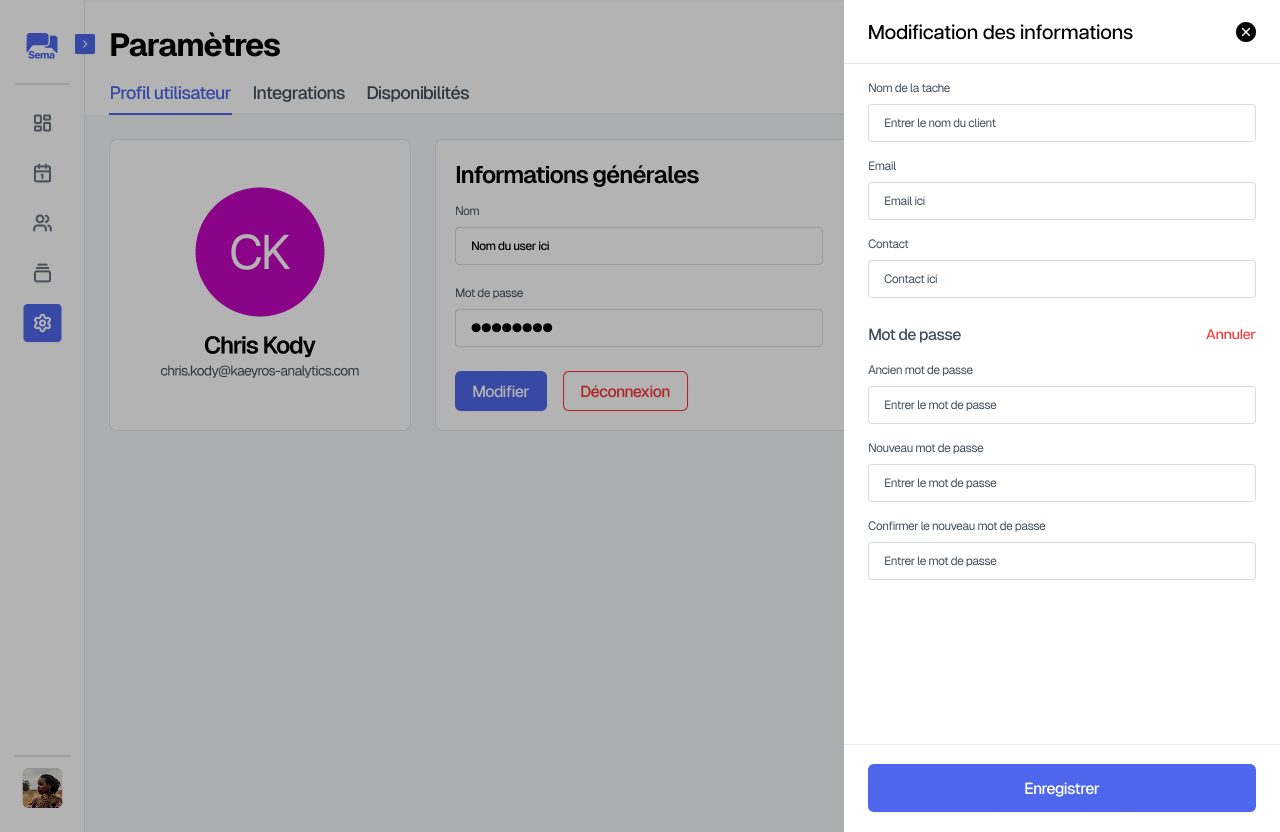 Sema
Paramètres
Profil utilisateur
Integrations
Disponibilités
CK
Chris Kody
chris.kody@kaeyros-analytics.com
Informations générales
Nom
Nom du user ici
Mot de passe
●●●●●●●●
Modifier
Déconnexion
Modification des informations
Nom de la tache
Entrer le nom du client
Email
Email ici
Contact
Contact ici
Mot de passe
Annuler
Ancien mot de passe
Entrer le mot de passe
Nouveau mot de passe
Entrer le mot de passe
Confirmer le nouveau mot de passe
Entrer le mot de passe
Enregistrer